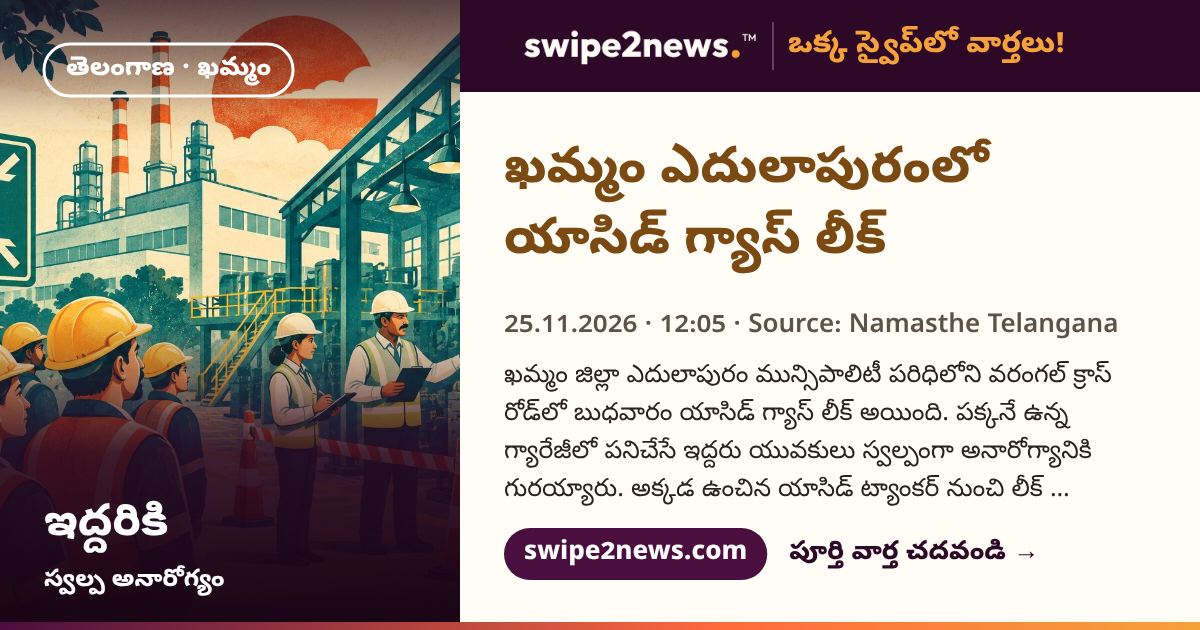 తెలంగాణ · ఖమ్మం
ఇద్దరికి
స్వల్ప అనారోగ్యం
swipe2news.™
ఒక్క స్వైప్‌లో వార్తలు!
ఖమ్మం ఎదులాపురంలో
యాసిడ్ గ్యాస్ లీక్
25.11.2026 · 12:05 · Source: Namasthe Telangana
ఖమ్మం జిల్లా ఎదులాపురం మున్సిపాలిటీ పరిధిలోని వరంగల్ క్రాస్
రోడ్‌లో బుధవారం యాసిడ్ గ్యాస్ లీక్ అయింది. పక్కనే ఉన్న
గ్యారేజీలో పనిచేసే ఇద్దరు యువకులు స్వల్పంగా అనారోగ్యానికి
గురయ్యారు. అక్కడ ఉంచిన యాసిడ్ ట్యాంకర్ నుంచి లీక్ ...
swipe2news.com
పూర్తి వార్త చదవండి →